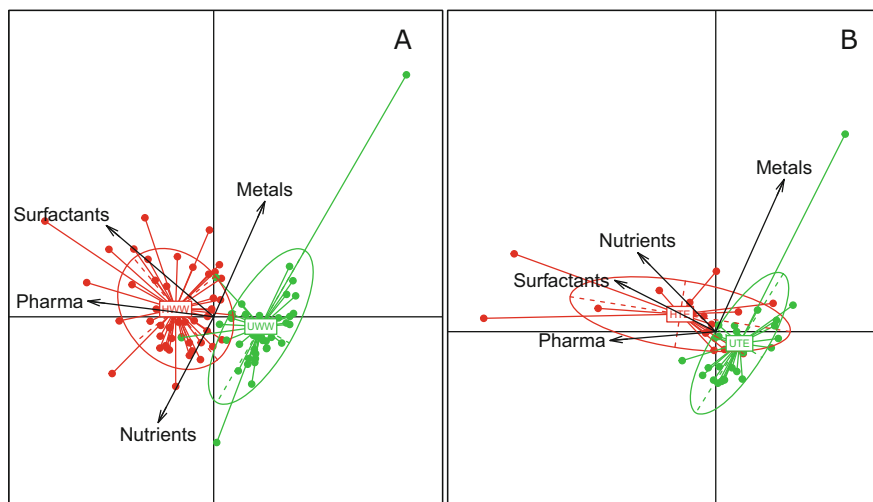 A
Metals
Surfactants
Pharma
HWW
UWW
Nutrients
B
Metals
Nutrients
Surfactants
HTE
Pharma
UTE